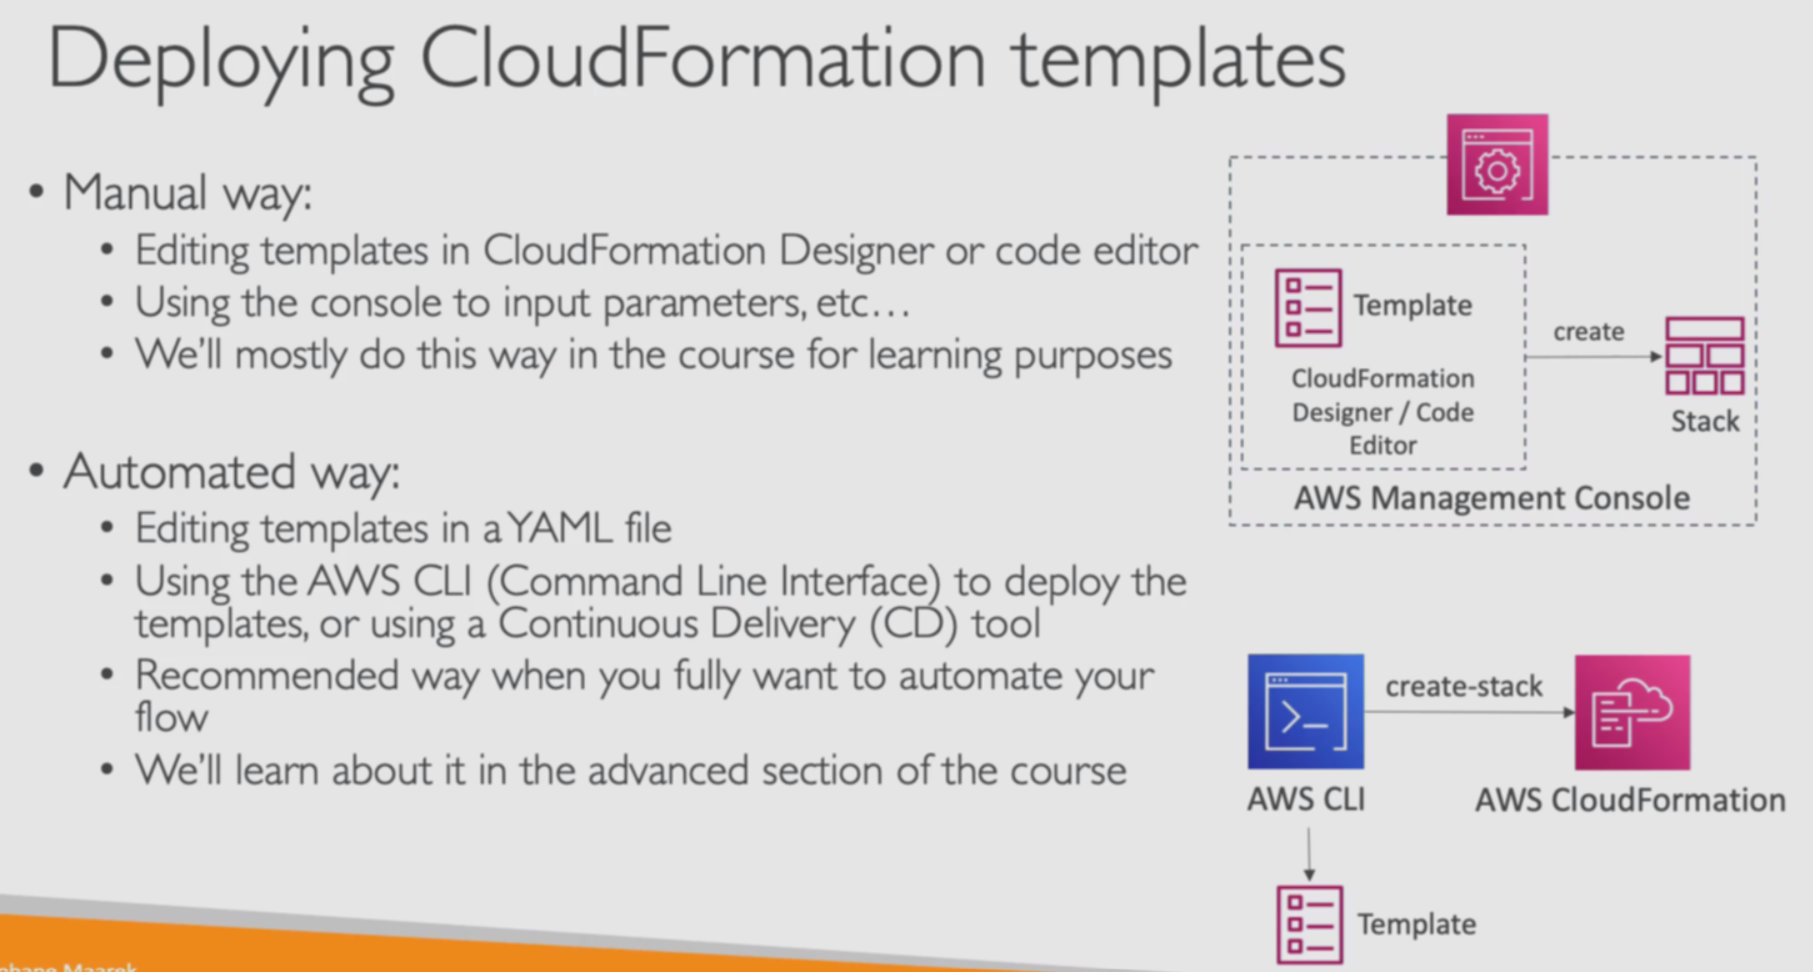 Deploying CloudFormation templates
• Manual way:
• Editing templates in CloudFormation Designer or code editor
• Using the console to input parameters, etc…
• We'll mostly do this way in the course for learning purposes
• Automated way:
• Editing templates in a YAML file
• Using the AWS CLI (Command Line Interface) to deploy the
templates, or using a Continuous Delivery (CD) tool
• Recommended way when you fully want to automate your
flow
• We'll learn about it in the advanced section of the course
Template
CloudFormation
Designer / Code
Editor
create
Stack
AWS Management Console
create-stack
AWS CLI
AWS CloudFormation
Template
Maarek